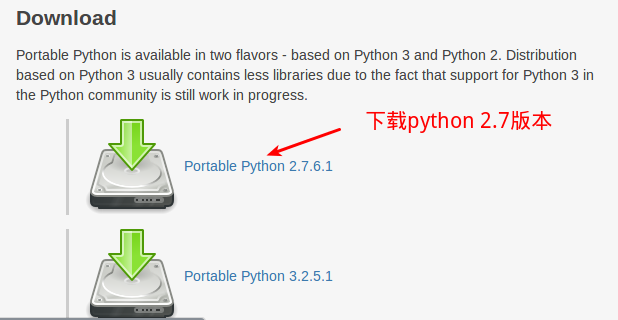 Download
Portable Python is available in two flavors - based on Python 3 and Python 2. Distribution
based on Python 3 usually contains less libraries due to the fact that support for Python 3 in
the Python community is still work in progress.
下载python 2.7版本
Portable Python 2.7.6.1
Portable Python 3.2.5.1